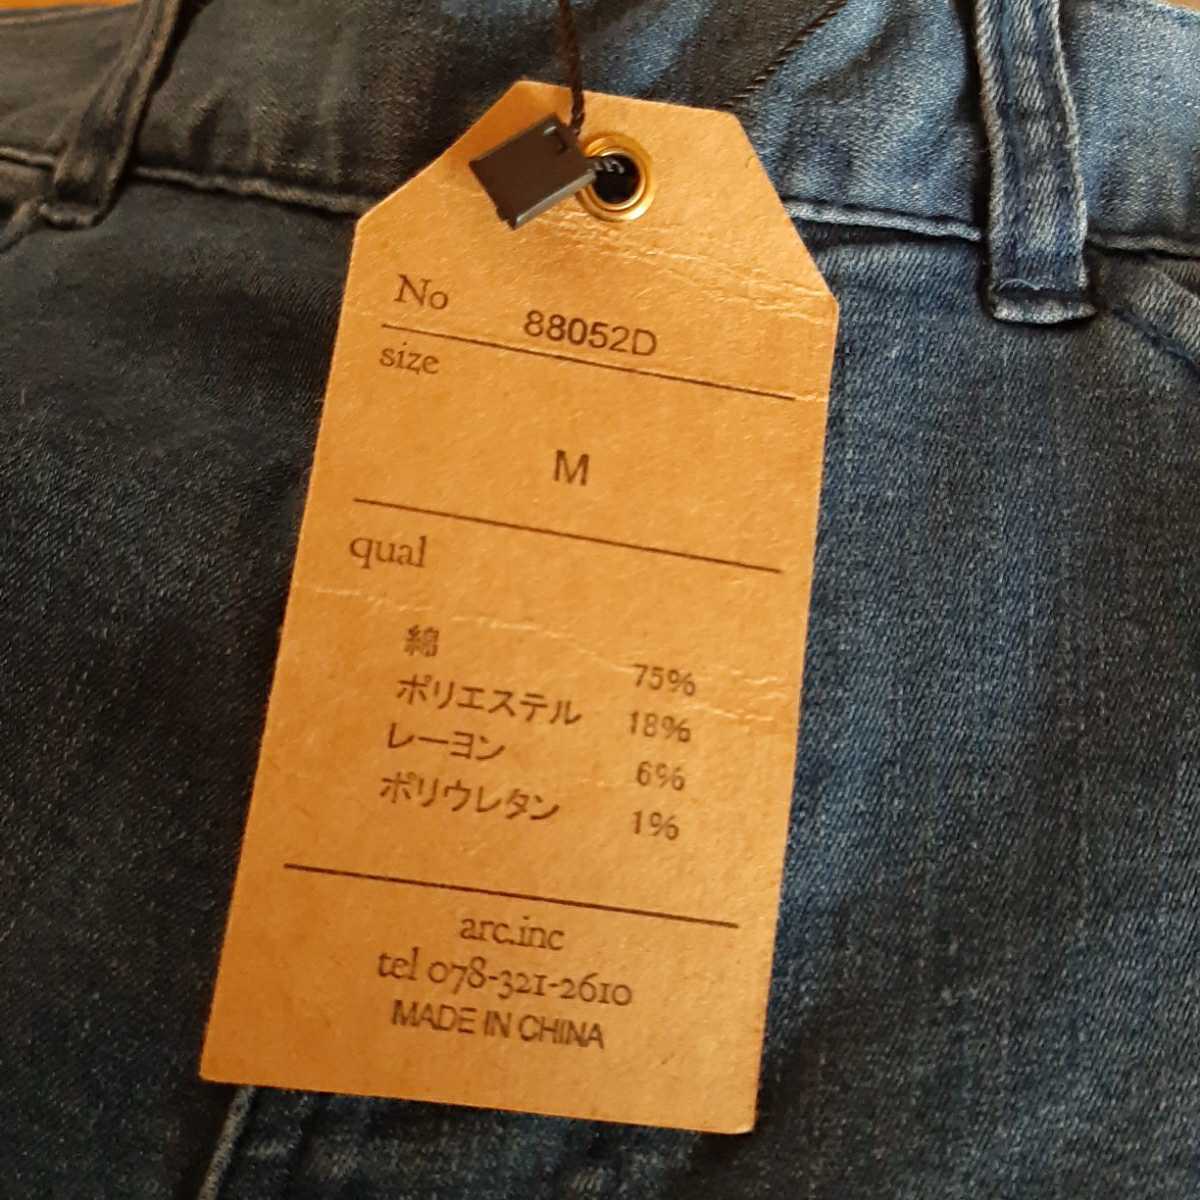 No 88052D
size
M
qual
綿 75%
ポリエステル 18%
レーヨン 6%
ポリウレタン 1%
arc.inc
tel 078-321-2610
MADE IN CHINA